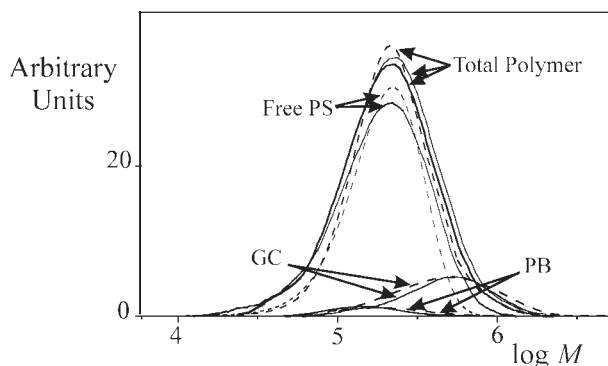 Arbitrary
Units
Total Polymer
Free PS
20
GC
PB
0
4
5
6
log M